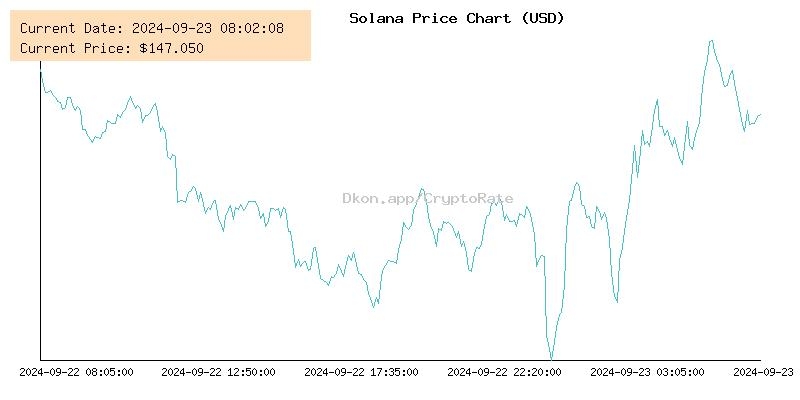 Solana Price Chart (USD)
Current Date: 2024-09-23 08:02:08
Current Price: $147.050
Dkon.app/CryptoRate
2024-09-22 08:05:00 2024-09-22 12:50:00 2024-09-22 17:35:00 2024-09-22 22:20:00 2024-09-23 03:05:00 2024-09-23